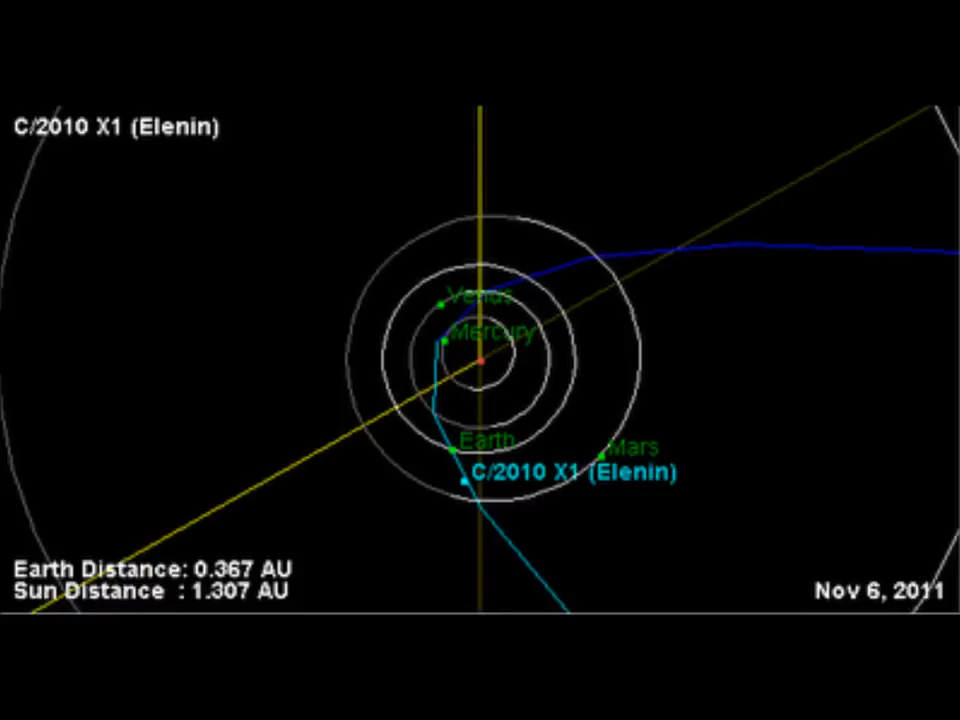 C/2010 X1 (Elenin)
Venus
Mercury
Earth
Mars
C/2010 X1 (Elenin)
Earth Distance: 0.367 AU
Sun Distance : 1.307 AU
Nov 6, 2011